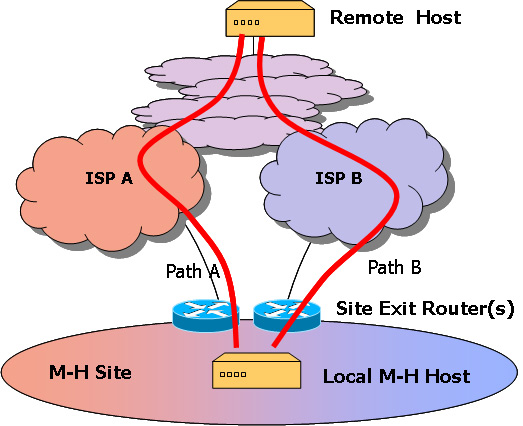 Remote Host
ISP A
ISP B
Path A
Path B
Site Exit Router(s)
M-H Site
Local M-H Host